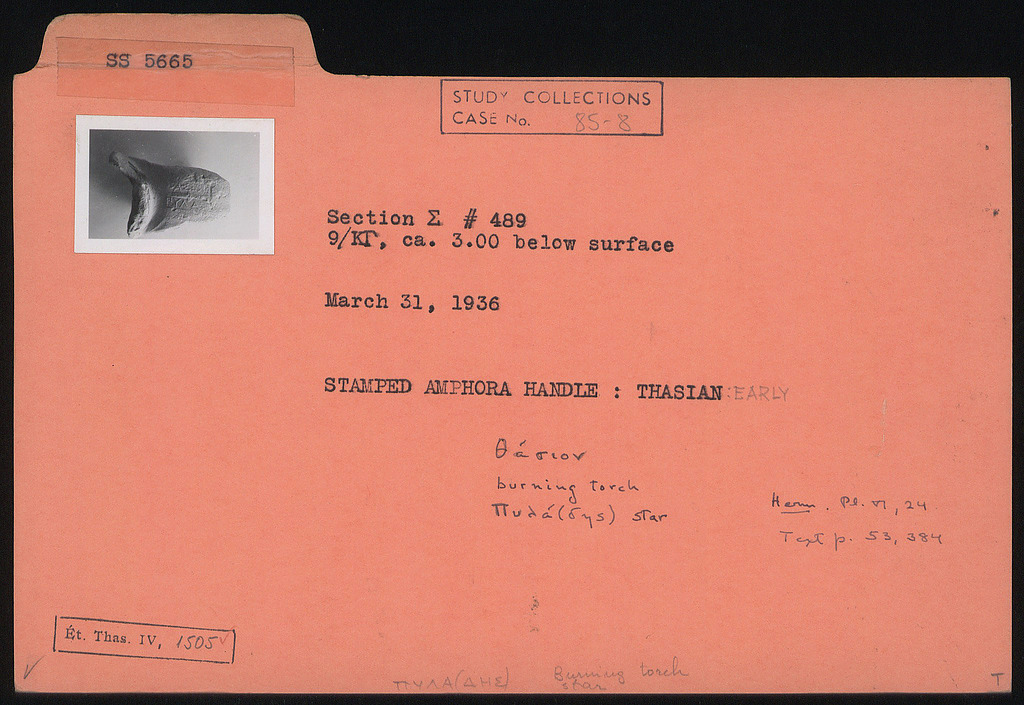 SS 5665
STUDY COLLECTIONS
CASE No. 85-8
Section Σ # 489
9/ΚΓ, ca. 3.00 below surface
March 31, 1936
STAMPED AMPHORA HANDLE : THASIAN : EARLY
Θάσιον
burning torch
Πυλά(δης) star
Herm. Pl. VI, 24
Text p. 53, 384
Ét. Thas. IV, 1505 ✓
✓
ΠΥΛΑ(ΔΗΣ) Burning torch
star
T